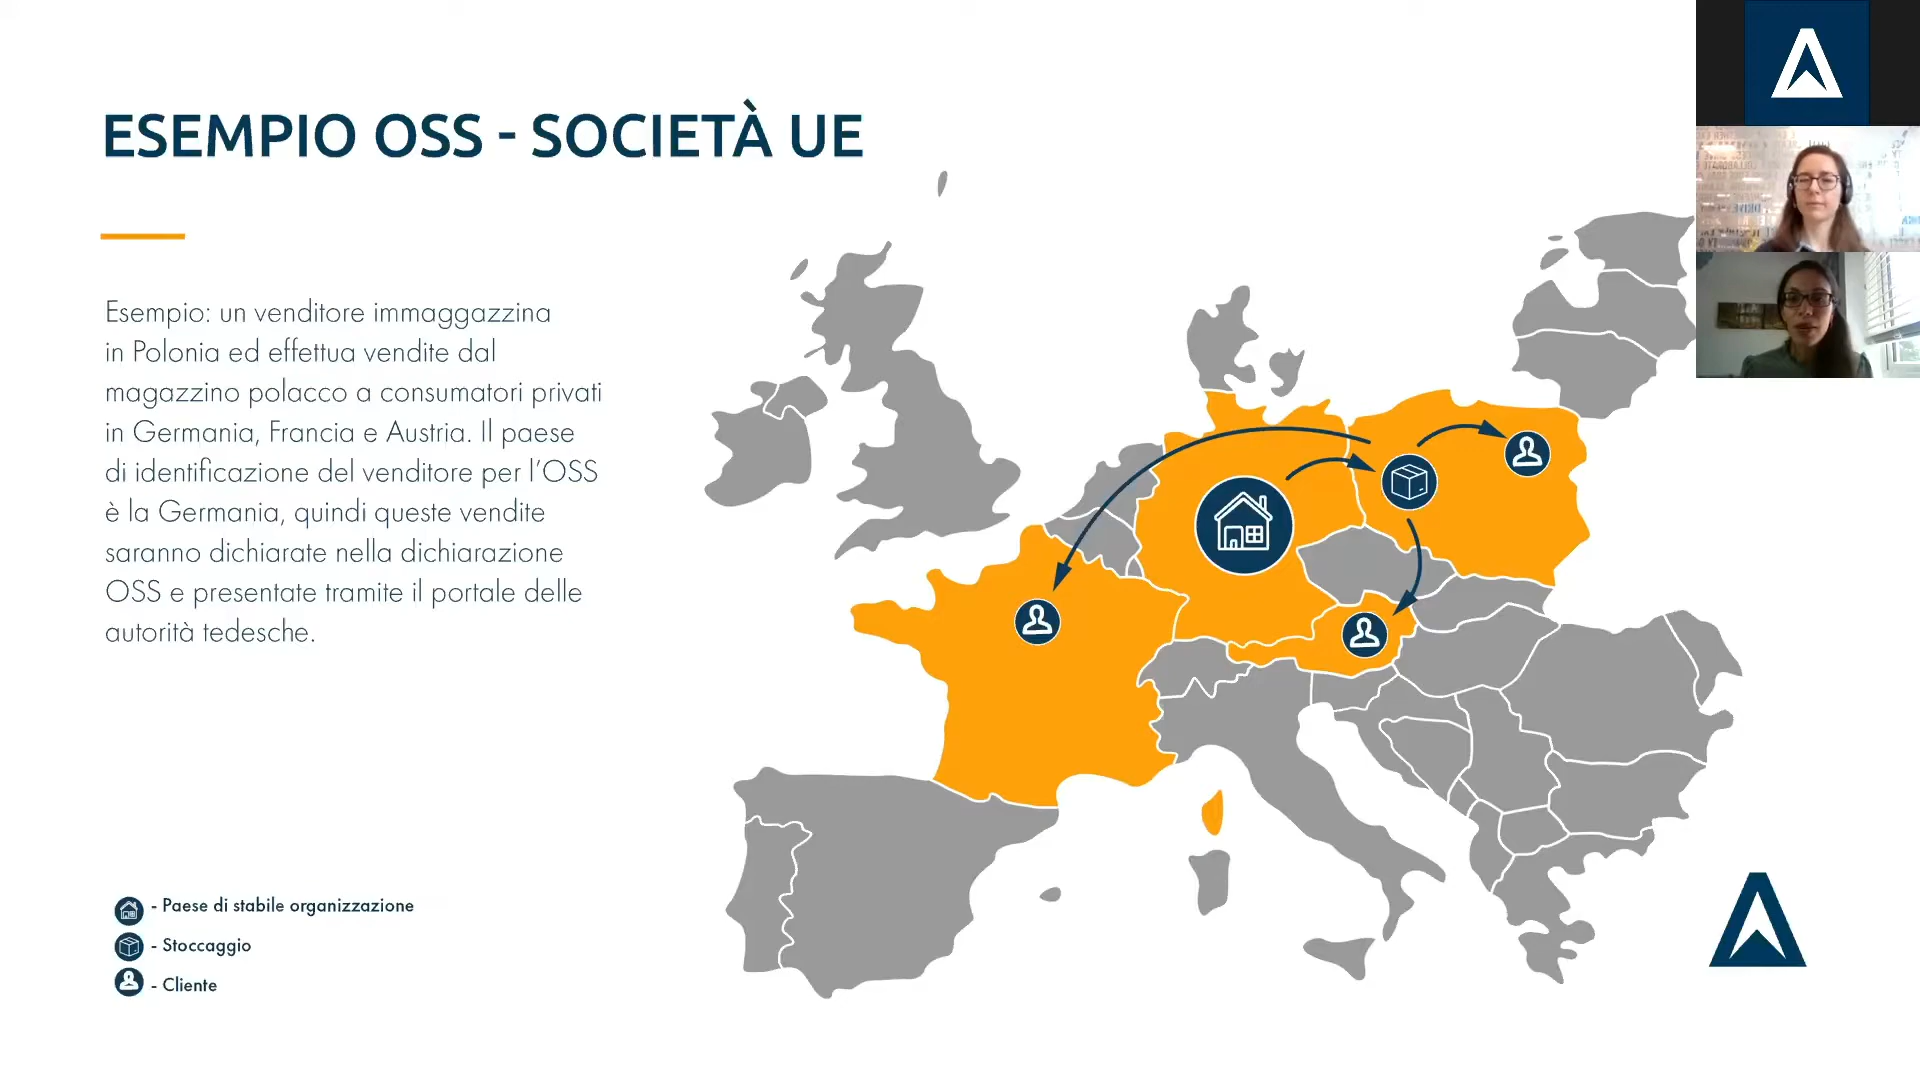 ESEMPIO OSS - SOCIETÀ UE
Esempio: un venditore immaggazzina
in Polonia ed effettua vendite dal
magazzino polacco a consumatori privati
in Germania, Francia e Austria. Il paese
di identificazione del venditore per l'OSS
è la Germania, quindi queste vendite
saranno dichiarate nella dichiarazione
OSS e presentate tramite il portale delle
autorità tedesche.
- Paese di stabile organizzazione
- Stoccaggio
- Cliente